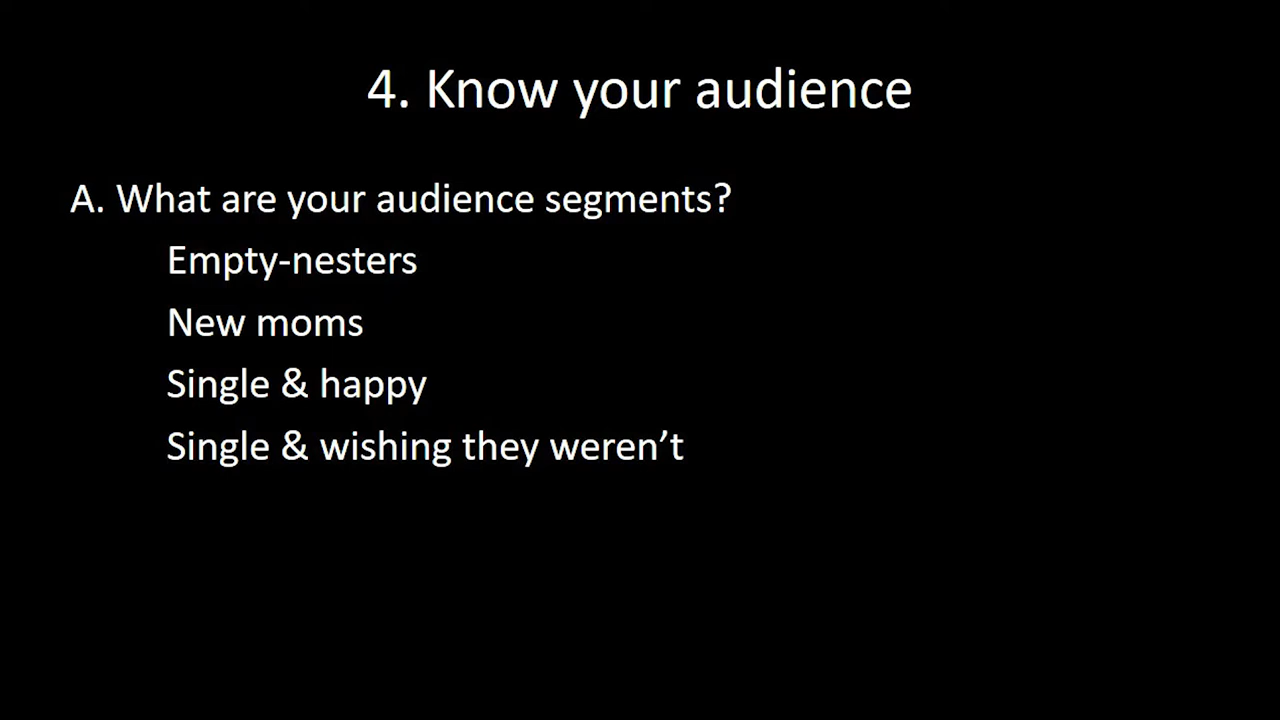 4. Know your audience
A. What are your audience segments?
Empty-nesters
New moms
Single & happy
Single & wishing they weren’t